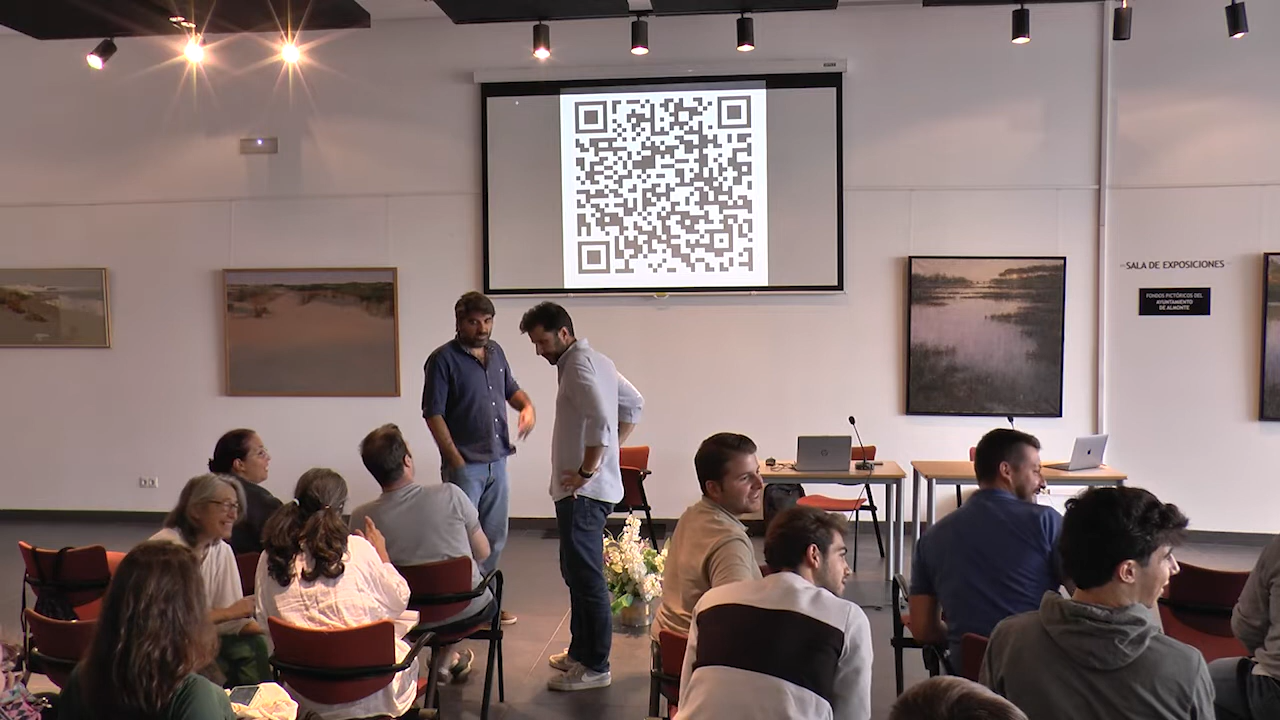 SALA DE EXPOSICIONES
FONDOS PICTÓRICOS DEL
AYUNTAMIENTO
DE ALMONTE